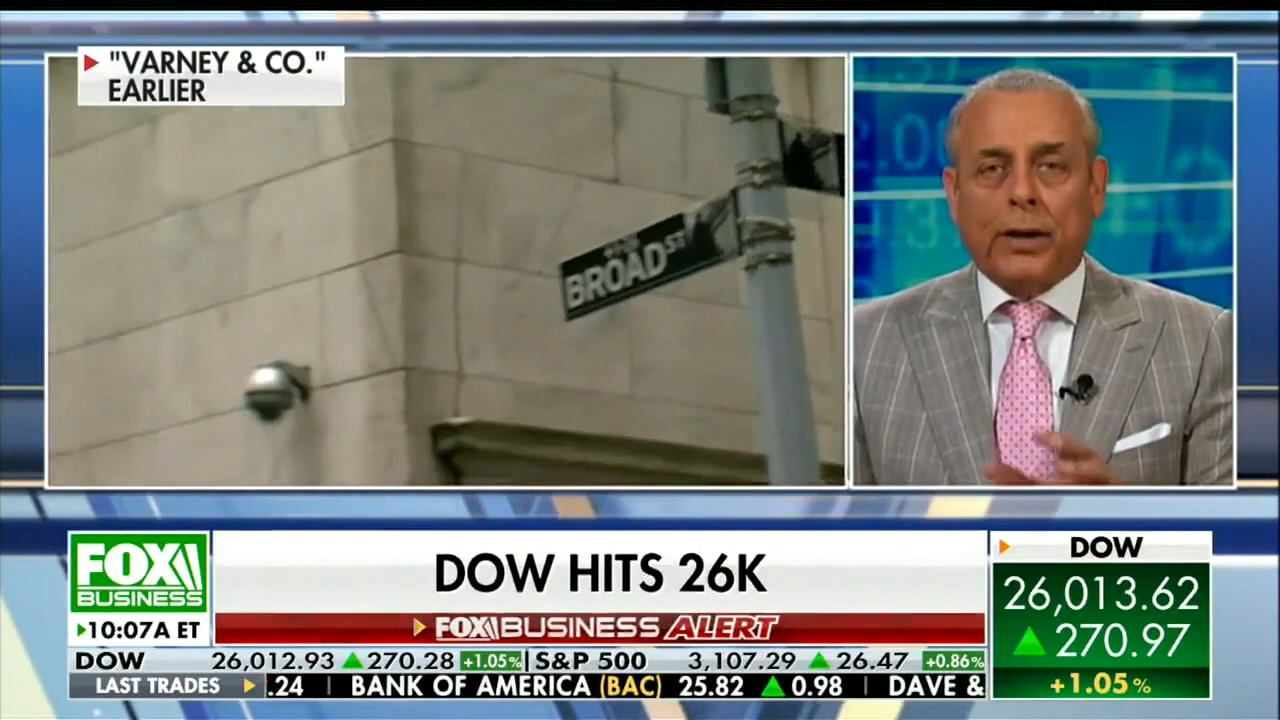 "VARNEY & CO."
EARLIER
BROAD ST
DOW HITS 26K
FOX BUSINESS ALERT
FOX
BUSINESS
10:07A ET
DOW
26,013.62
270.97
+1.05%
DOW 26,012.93 270.28 +1.05% S&P 500 3,107.29 26.47 +0.86%
LAST TRADES .24 BANK OF AMERICA (BAC) 25.82 0.98 DAVE &